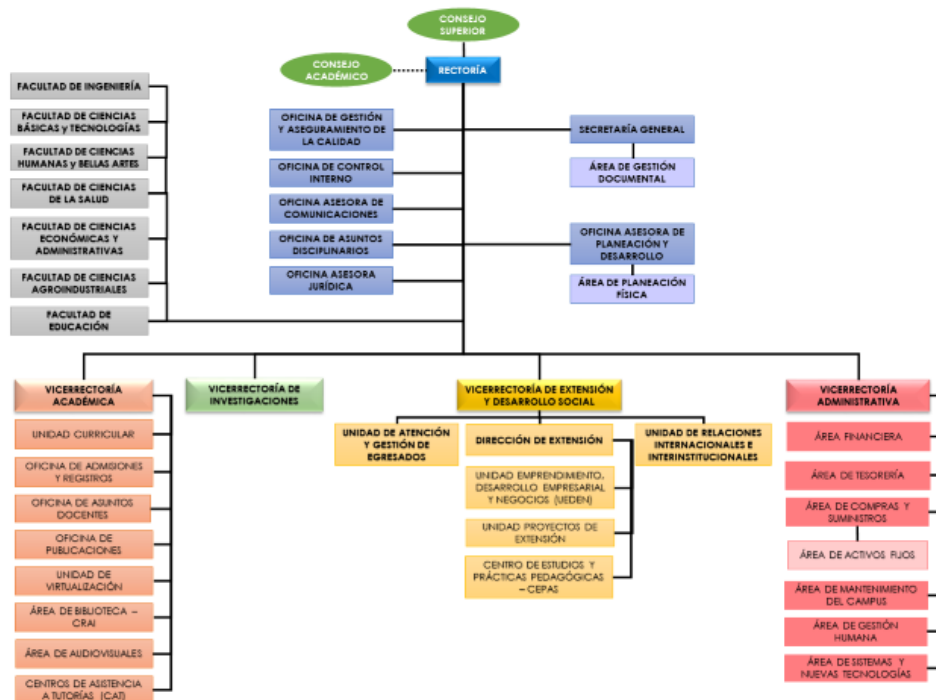 CONSEJO
SUPERIOR
CONSEJO
ACADÉMICO
RECTORÍA
FACULTAD DE INGENIERÍA
FACULTAD DE CIENCIAS
BÁSICAS y TECNOLOGÍAS
FACULTAD DE CIENCIAS
HUMANAS y BELLAS ARTES
FACULTAD DE CIENCIAS
DE LA SALUD
FACULTAD DE CIENCIAS
ECONÓMICAS Y
ADMINISTRATIVAS
FACULTAD DE CIENCIAS
AGROINDUSTRIALES
FACULTAD DE
EDUCACIÓN
OFICINA DE GESTIÓN
Y ASEGURAMIENTO DE
LA CALIDAD
OFICINA DE CONTROL
INTERNO
OFICINA ASESORA DE
COMUNICACIONES
OFICINA DE ASUNTOS
DISCIPLINARIOS
OFICINA ASESORA
JURÍDICA
SECRETARÍA GENERAL
ÁREA DE GESTIÓN
DOCUMENTAL
OFICINA ASESORA DE
PLANEACIÓN Y
DESARROLLO
ÁREA DE PLANEACIÓN
FÍSICA
VICERRECTORÍA
ACADÉMICA
UNIDAD CURRICULAR
OFICINA DE ADMISIONES
Y REGISTROS
OFICINA DE ASUNTOS
DOCENTES
OFICINA DE
PUBLICACIONES
UNIDAD DE
VIRTUALIZACIÓN
ÁREA DE BIBLIOTECA –
CRAI
ÁREA DE AUDIOVISUALES
CENTROS DE ASISTENCIA
A TUTORÍAS (CAT)
VICERRECTORÍA DE
INVESTIGACIONES
VICERRECTORÍA DE EXTENSIÓN
Y DESARROLLO SOCIAL
UNIDAD DE ATENCIÓN
Y GESTIÓN DE
EGRESADOS
DIRECCIÓN DE EXTENSIÓN
UNIDAD EMPRENDIMIENTO,
DESARROLLO EMPRESARIAL
Y NEGOCIOS (UEDEN)
UNIDAD PROYECTOS DE
EXTENSIÓN
CENTRO DE ESTUDIOS Y
PRÁCTICAS PEDAGÓGICAS
– CEPAS
UNIDAD DE RELACIONES
INTERNACIONALES E
INTERINSTITUCIONALES
VICERRECTORÍA
ADMINISTRATIVA
ÁREA FINANCIERA
ÁREA DE TESORERÍA
ÁREA DE COMPRAS Y
SUMINISTROS
ÁREA DE ACTIVOS FIJOS
ÁREA DE MANTENIMIENTO
DEL CAMPUS
ÁREA DE GESTIÓN
HUMANA
ÁREA DE SISTEMAS Y
NUEVAS TECNOLOGÍAS